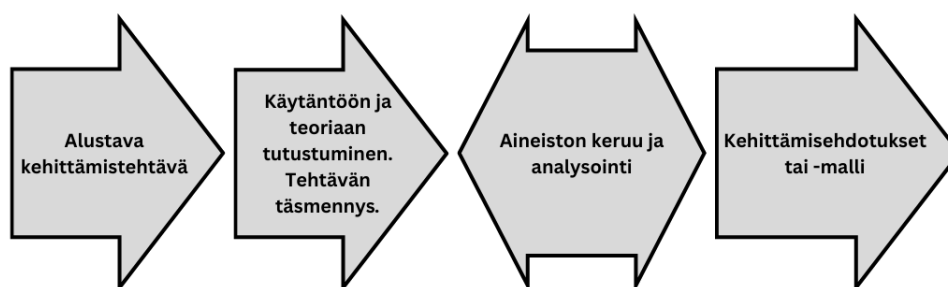 Alustava
kehittämistehtävä
Käytäntöön ja
teoriaan
tutustuminen.
Tehtävän
täsmennys.
Aineiston keruu ja
analysointi
Kehittämisehdotukset
tai -malli